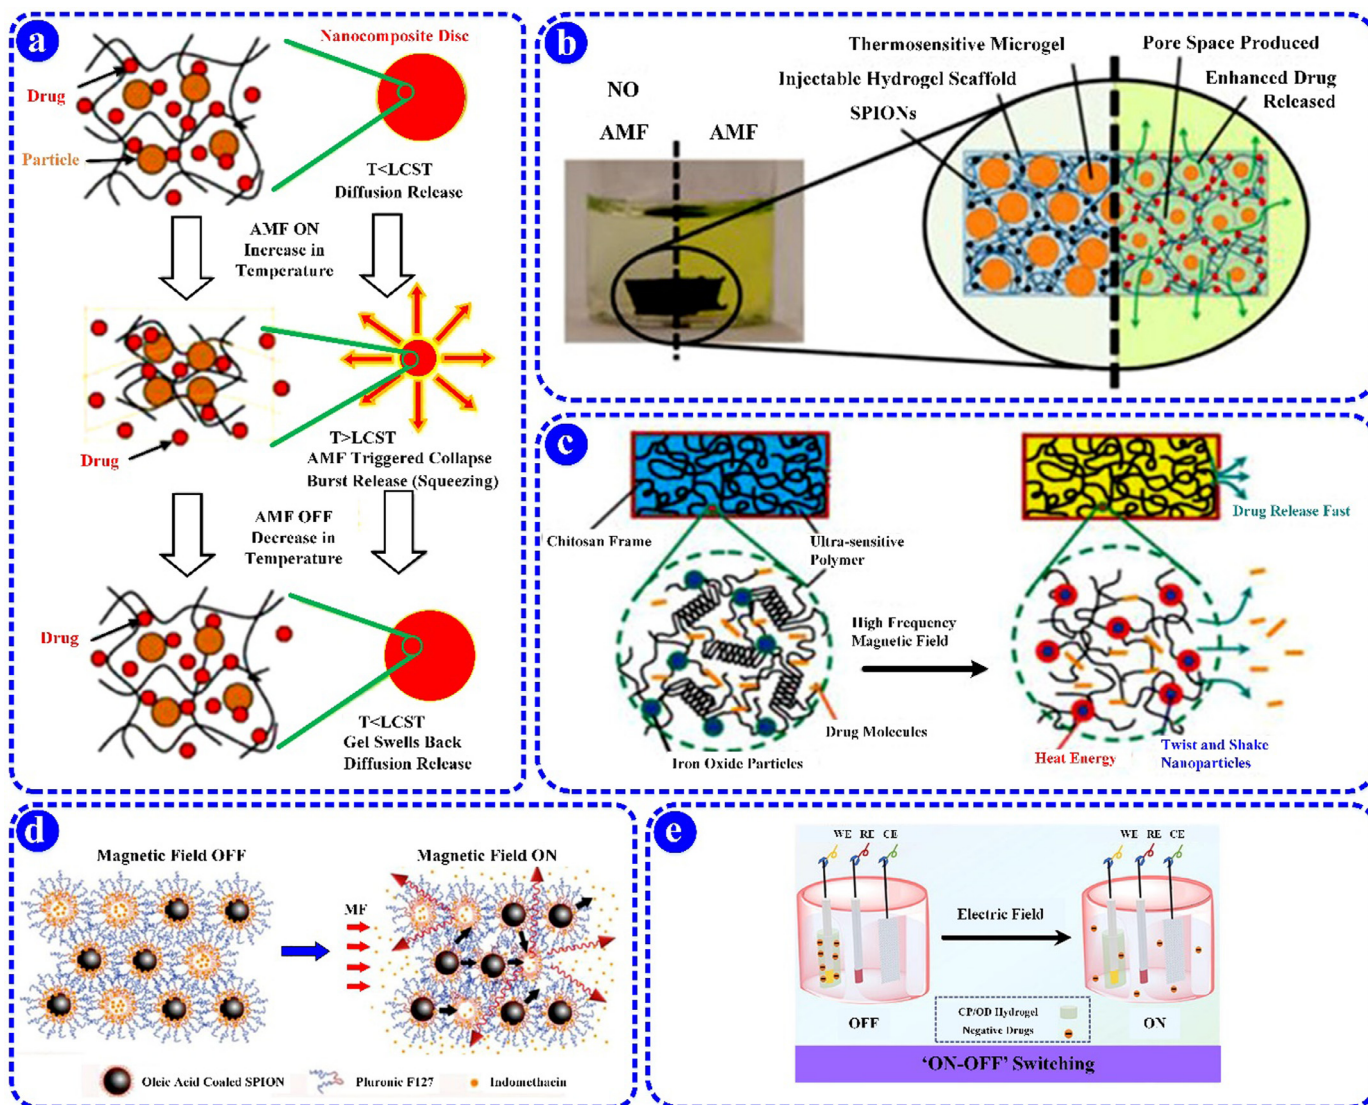 a
Nanocomposite Disc
Drug
Particle
T<LCST
Diffusion Release
AMF ON
Increase in
Temperature
Drug
T>LCST
AMF Triggered Collapse
Burst Release (Squeezing)
AMF OFF
Decrease in
Temperature
Drug
T<LCST
Gel Swells Back
Diffusion Release
b
NO
AMF
AMF
Thermosensitive Microgel
Injectable Hydrogel Scaffold
SPIONs
Pore Space Produced
Enhanced Drug
Released
c
Chitosan Frame
Ultra-sensitive
Polymer
Drug Release Fast
High Frequency
Magnetic Field
Drug Molecules
Iron Oxide Particles
Heat Energy
Twist and Shake
Nanoparticles
d
Magnetic Field OFF
Magnetic Field ON
MF
Oleic Acid Coaled SPION
Pluronic F127
Indomethacin
e
WE RE CE
WE RE CE
Electric Field
OFF
CP/OD Hydrogel
Negative Drugs
ON
‘ON-OFF’ Switching